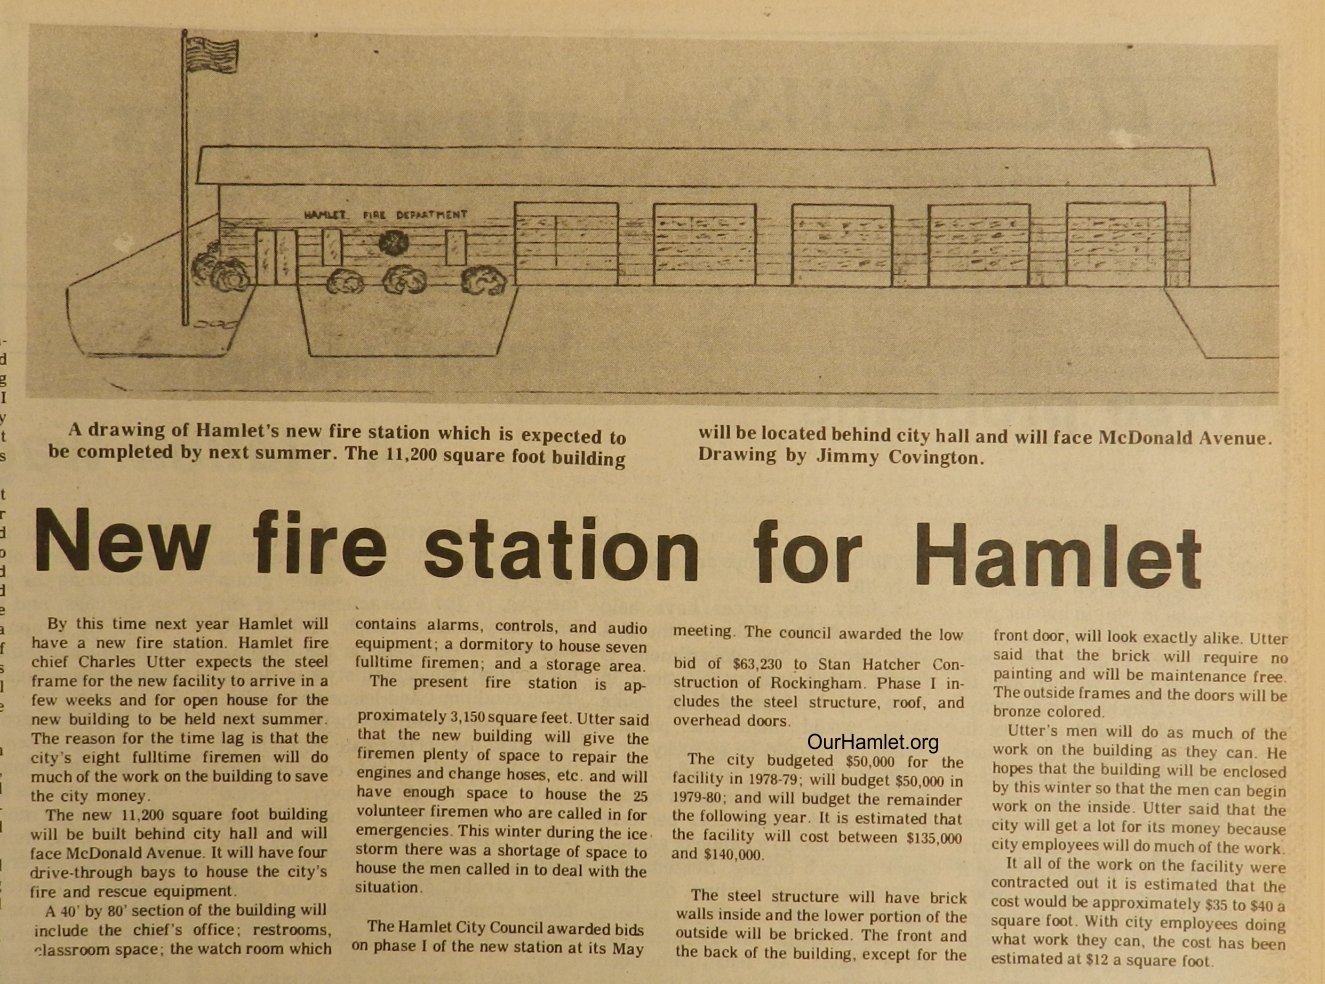 HAMLET FIRE DEPARTMENT
A drawing of Hamlet's new fire station which is expected to
be completed by next summer. The 11,200 square foot building
will be located behind city hall and will face McDonald Avenue.
Drawing by Jimmy Covington.
New fire station for Hamlet
By this time next year Hamlet will
have a new fire station. Hamlet fire
chief Charles Utter expects the steel
frame for the new facility to arrive in a
few weeks and for open house for the
new building to be held next summer.
The reason for the time lag is that the
city's eight fulltime firemen will do
much of the work on the building to save
the city money.
The new 11,200 square foot building
will be built behind city hall and will
face McDonald Avenue. It will have four
drive-through bays to house the city's
fire and rescue equipment.
A 40' by 80' section of the building will
include the chief's office; restrooms,
classroom space; the watch room which
contains alarms, controls, and audio
equipment; a dormitory to house seven
fulltime firemen; and a storage area.
The present fire station is ap-
proximately 3,150 square feet. Utter said
that the new building will give the
firemen plenty of space to repair the
engines and change hoses, etc. and will
have enough space to house the 25
volunteer firemen who are called in for
emergencies. This winter during the ice
storm there was a shortage of space to
house the men called in to deal with the
situation.
The Hamlet City Council awarded bids
on phase I of the new station at its May
meeting. The council awarded the low
bid of $63,230 to Stan Hatcher Con-
struction of Rockingham. Phase I in-
cludes the steel structure, roof, and
overhead doors.
OurHamlet.org
The city budgeted $50,000 for the
facility in 1978-79; will budget $50,000 in
1979-80; and will budget the remainder
the following year. It is estimated that
the facility will cost between $135,000
and $140,000.
The steel structure will have brick
walls inside and the lower portion of the
outside will be bricked. The front and
the back of the building, except for the
front door, will look exactly alike. Utter
said that the brick will require no
painting and will be maintenance free.
The outside frames and the doors will be
bronze colored.
Utter's men will do as much of the
work on the building as they can. He
hopes that the building will be enclosed
by this winter so that the men can begin
work on the inside. Utter said that the
city will get a lot for its money because
city employees will do much of the work.
It all of the work on the facility were
contracted out it is estimated that the
cost would be approximately $35 to $40 a
square foot. With city employees doing
what work they can, the cost has been
estimated at $12 a square foot.